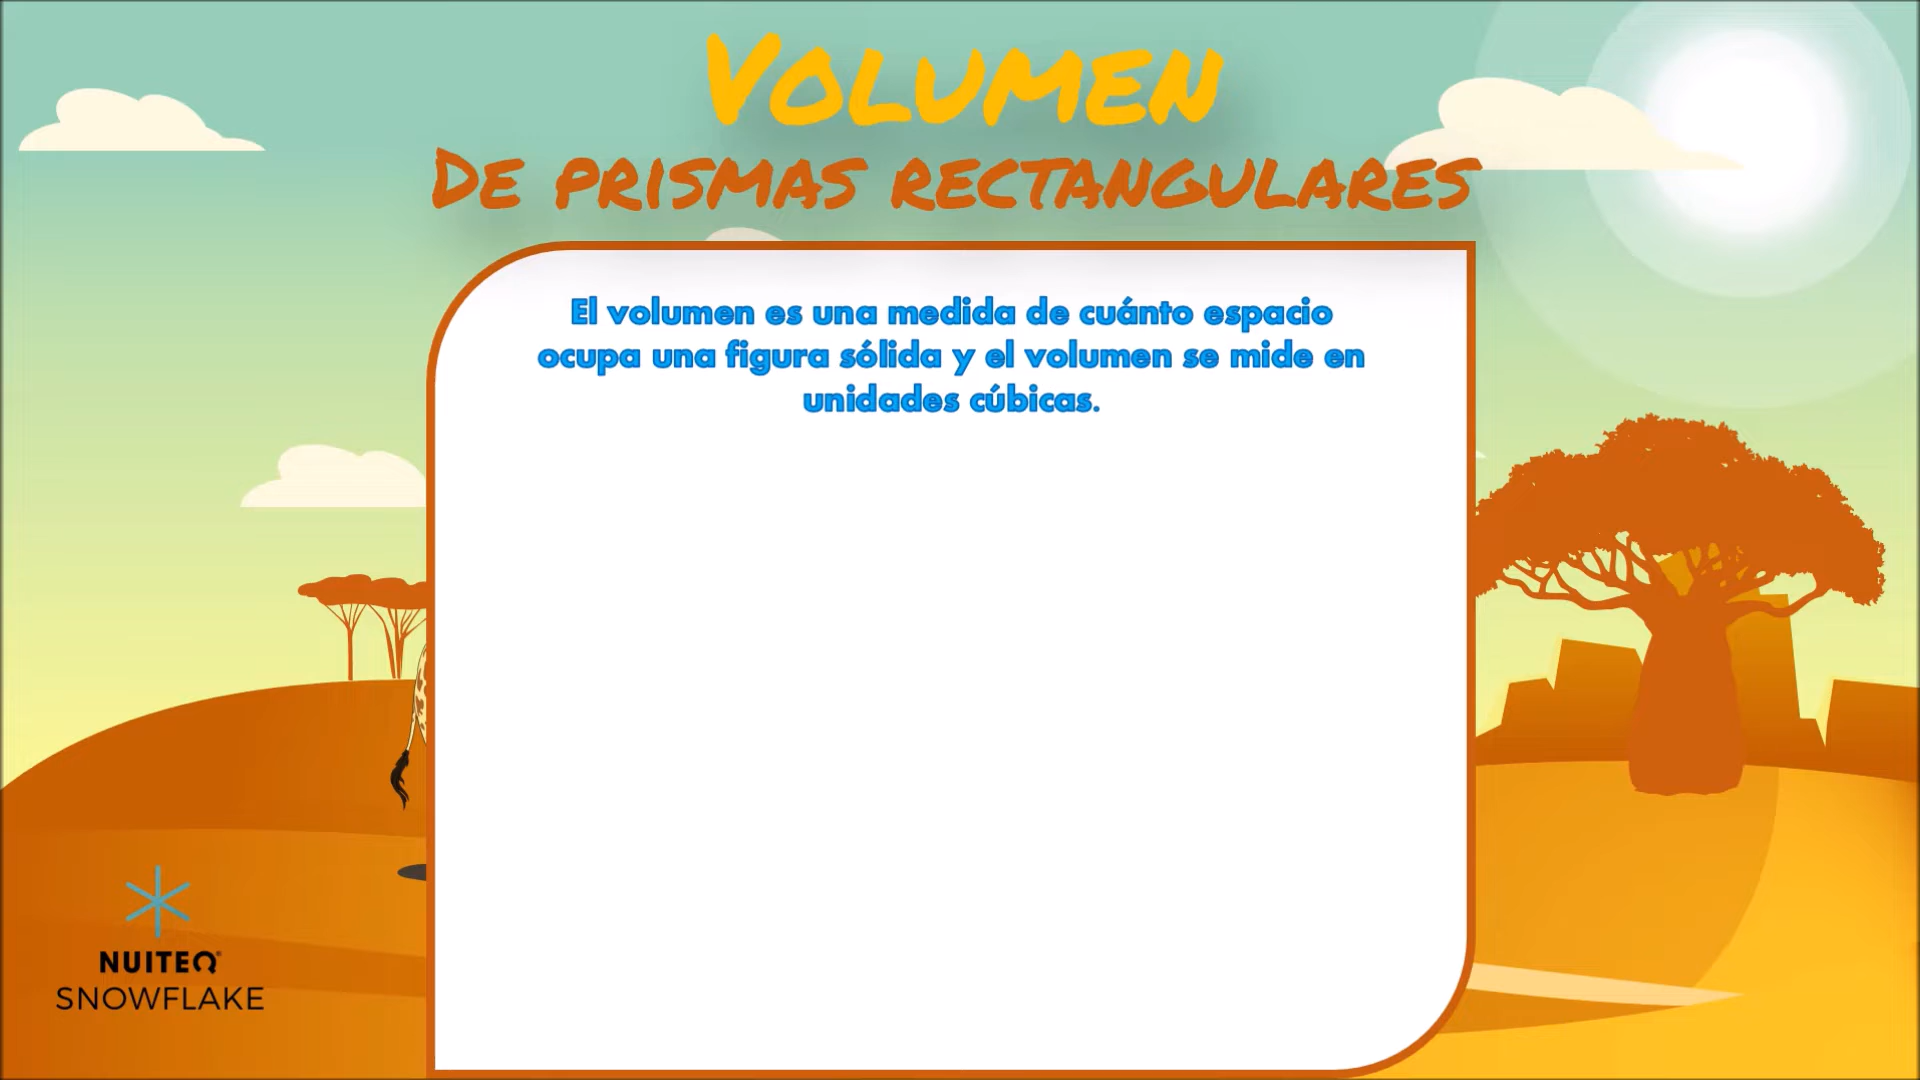 VOLUMEN
DE PRISMAS RECTANGULARES
El volumen es una medida de cuánto espacio
ocupa una figura sólida y el volumen se mide en
unidades cúbicas.
NUITEQ
SNOWFLAKE